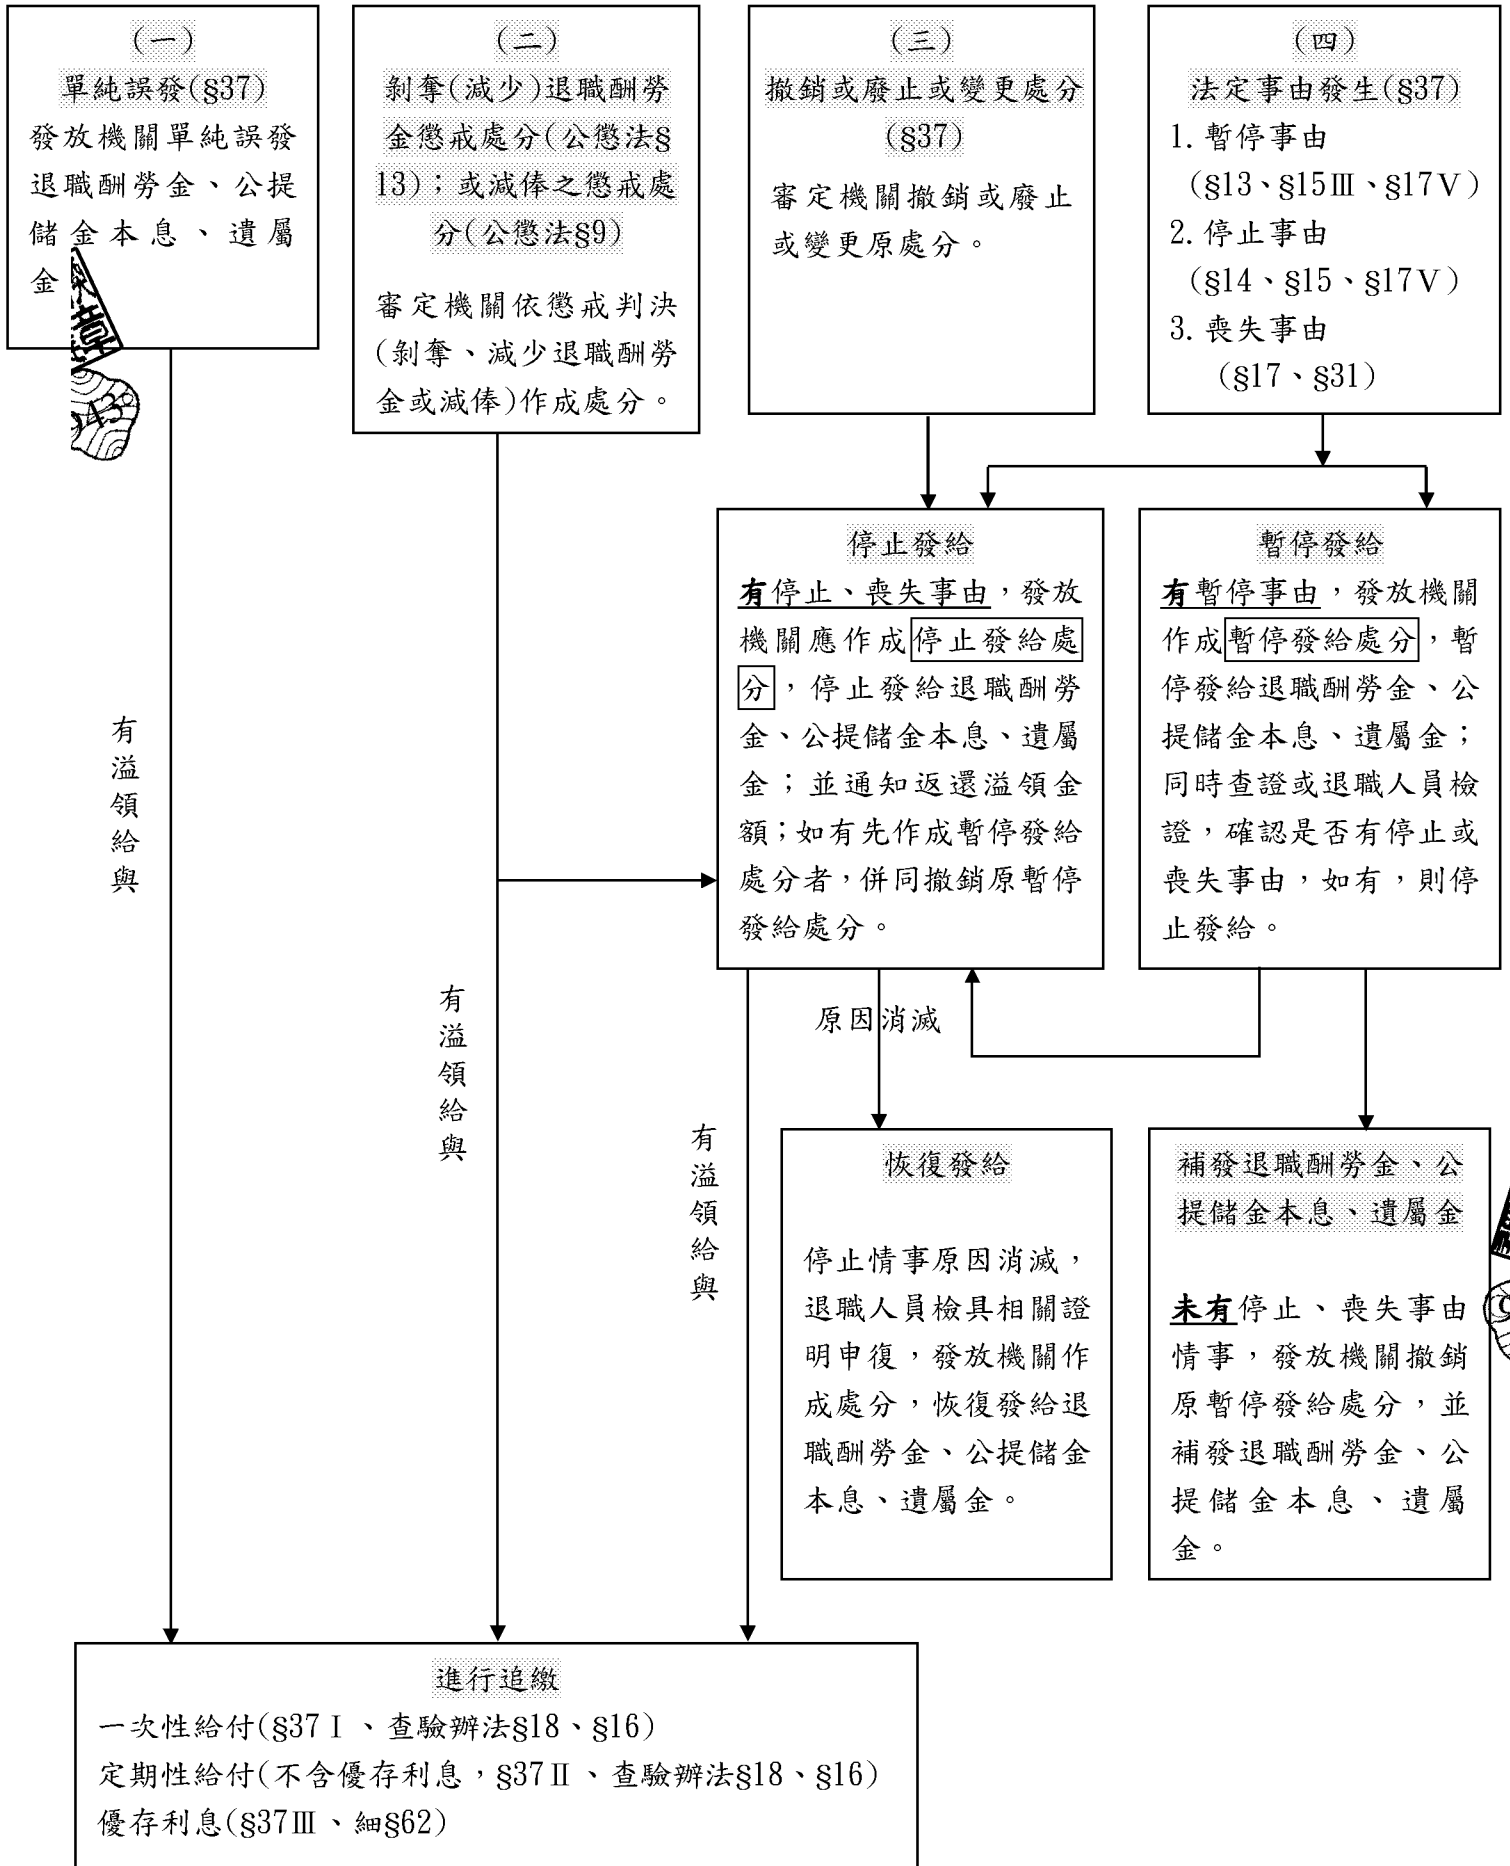 (一)
單純誤發(§37)
發放機關單純誤發
退職酬勞金、公提
儲金本息、遺屬
金
(二)
剝奪(減少)退職酬勞
金懲戒處分(公懲法§
13)；或減俸之懲戒處
分(公懲法§9)
審定機關依懲戒判決
(剝奪、減少退職酬勞
金或減俸)作成處分。
(三)
撤銷或廢止或變更處分
(§37)
審定機關撤銷或廢止
或變更原處分。
(四)
法定事由發生(§37)
1. 暫停事由
(§13、§15Ⅲ、§17Ⅴ)
2. 停止事由
(§14、§15、§17Ⅴ)
3. 喪失事由
(§17、§31)
停止發給
有停止、喪失事由，發放
機關應作成停止發給處
分，停止發給退職酬勞
金、公提儲金本息、遺屬
金；並通知返還溢領金
額；如有先作成暫停發給
處分者，併同撤銷原暫停
發給處分。
暫停發給
有暫停事由，發放機關
作成暫停發給處分，暫
停發給退職酬勞金、公
提儲金本息、遺屬金；
同時查證或退職人員檢
證，確認是否有停止或
喪失事由，如有，則停
止發給。
有溢領給與
有溢領給與
有溢領給與
原因消滅
恢復發給
停止情事原因消滅，
退職人員檢具相關證
明申復，發放機關作
成處分，恢復發給退
職酬勞金、公提儲金
本息、遺屬金。
補發退職酬勞金、公
提儲金本息、遺屬金
未有停止、喪失事由
情事，發放機關撤銷
原暫停發給處分，並
補發退職酬勞金、公
提儲金本息、遺屬
金。
進行追繳
一次性給付(§37Ⅰ、查驗辦法§18、§16)
定期性給付(不含優存利息，§37Ⅱ、查驗辦法§18、§16)
優存利息(§37Ⅲ、細§62)